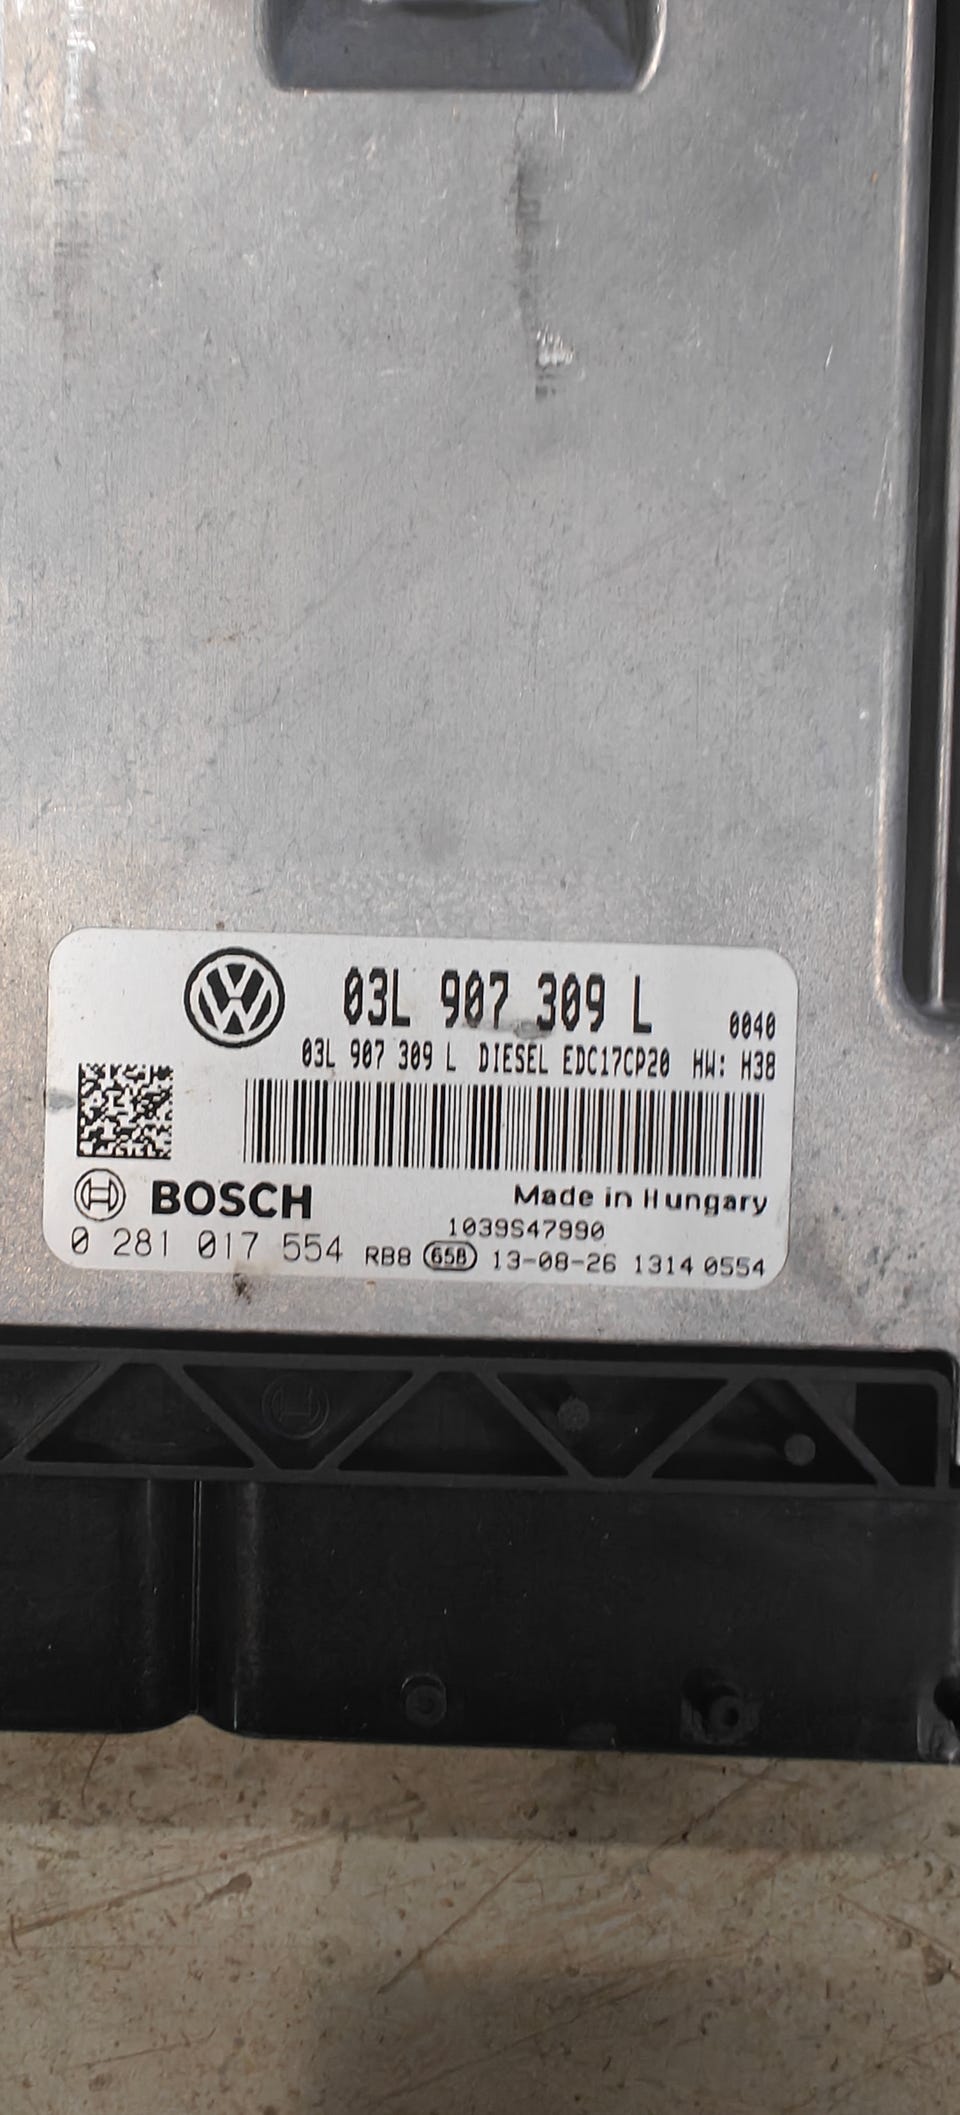 03L 907 309 L 0040
03L 907 309 L DIESEL EDC17CP20 HW: H38
Made in Hungary
BOSCH
1039S47990
0 281 017 554 RB8 658 13-08-26 1314 0554